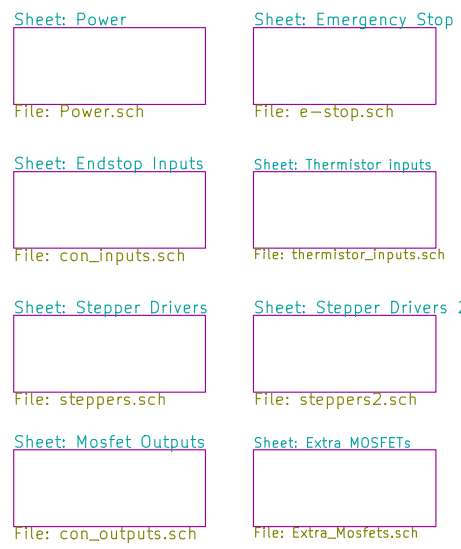 Sheet: Power
Sheet: Emergency Stop
File: Power.sch
File: e-stop.sch
Sheet: Endstop Inputs
Sheet: Thermistor inputs
File: con_inputs.sch
File: thermistor_inputs.sch
Sheet: Stepper Drivers
Sheet: Stepper Drivers 2
File: steppers.sch
File: steppers2.sch
Sheet: Mosfet Outputs
Sheet: Extra MOSFETs
File: con_outputs.sch
File: Extra_Mosfets.sch